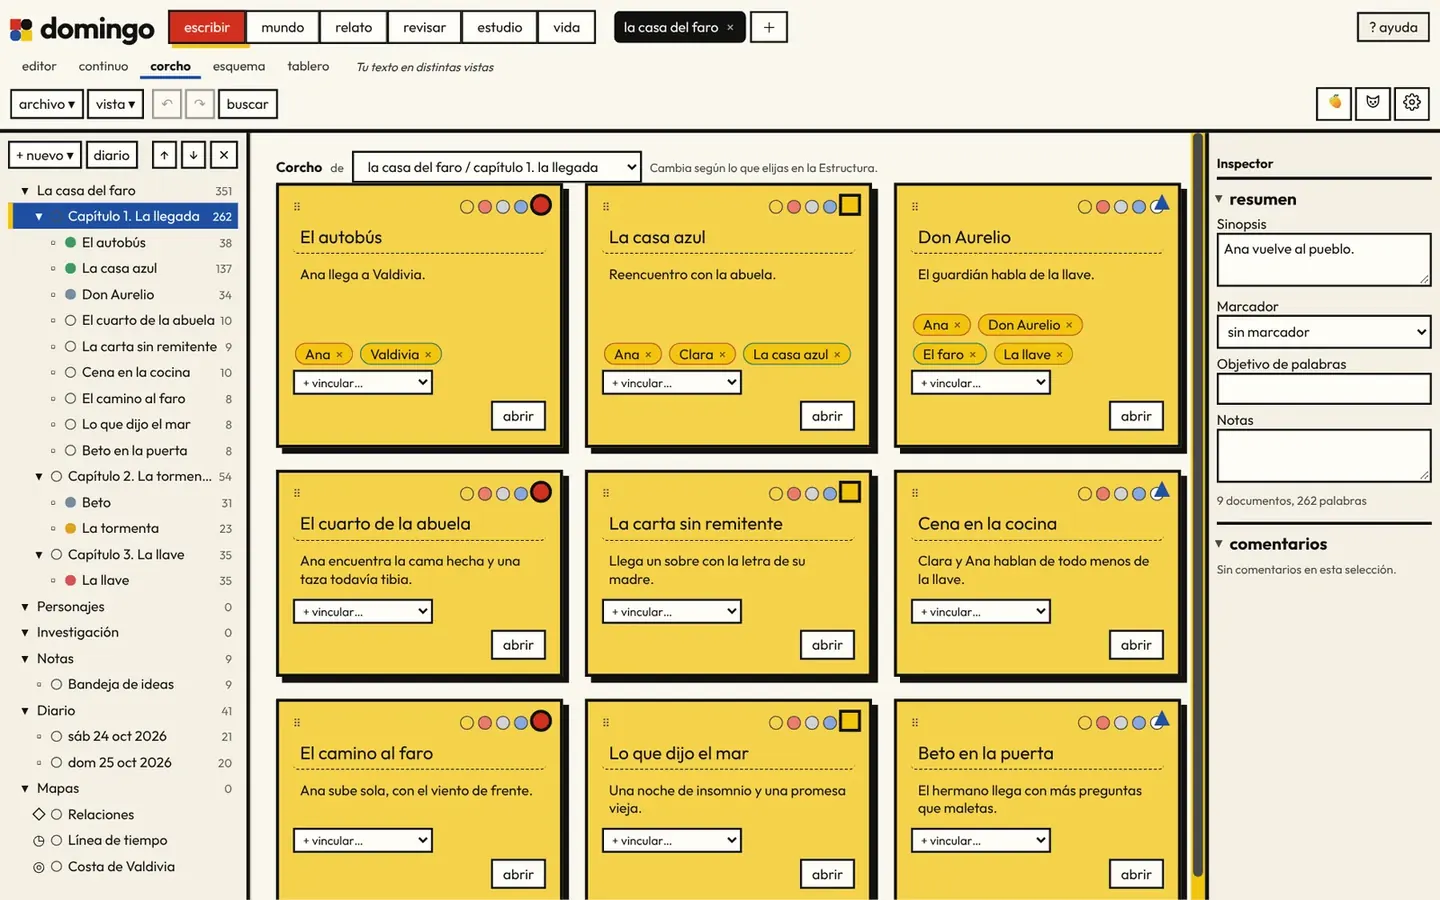 domingo
escribir mundo relato revisar estudio vida
la casa del faro × +
? ayuda
editor continuo corcho esquema tablero Tu texto en distintas vistas
archivo ▾ vista ▾ ↶ ↷ buscar
+ nuevo ▾ diario ↑ ↓ ×
▼ La casa del faro 351
▼ Capítulo 1. La llegada 262
El autobús 38
La casa azul 137
Don Aurelio 34
El cuarto de la abuela 10
La carta sin remitente 9
Cena en la cocina 10
El camino al faro 8
Lo que dijo el mar 8
Beto en la puerta 8
▼ Capítulo 2. La tormen... 54
Beto 31
La tormenta 23
▼ Capítulo 3. La llave 35
La llave 35
▼ Personajes 0
▼ Investigación 0
▼ Notas 9
Bandeja de ideas 9
▼ Diario 41
sáb 24 oct 2026 21
dom 25 oct 2026 20
▼ Mapas 0
Relaciones
Línea de tiempo
Costa de Valdivia
Corcho de la casa del faro / capítulo 1. la llegada Cambia según lo que elijas en la Estructura.
El autobús
Ana llega a Valdivia.
Ana × Valdivia ×
+ vincular...
abrir
La casa azul
Reencuentro con la abuela.
Ana × Clara × La casa azul ×
+ vincular...
abrir
Don Aurelio
El guardián habla de la llave.
Ana × Don Aurelio ×
El faro × La llave ×
+ vincular...
abrir
El cuarto de la abuela
Ana encuentra la cama hecha y una
taza todavía tibia.
+ vincular...
abrir
La carta sin remitente
Llega un sobre con la letra de su
madre.
+ vincular...
abrir
Cena en la cocina
Clara y Ana hablan de todo menos de
la llave.
+ vincular...
abrir
El camino al faro
Ana sube sola, con el viento de frente.
+ vincular...
abrir
Lo que dijo el mar
Una noche de insomnio y una promesa
vieja.
+ vincular...
abrir
Beto en la puerta
El hermano llega con más preguntas
que maletas.
+ vincular...
abrir
Inspector
▼ resumen
Sinopsis
Ana vuelve al pueblo.
Marcador
sin marcador
Objetivo de palabras
Notas
9 documentos, 262 palabras
▼ comentarios
Sin comentarios en esta selección.